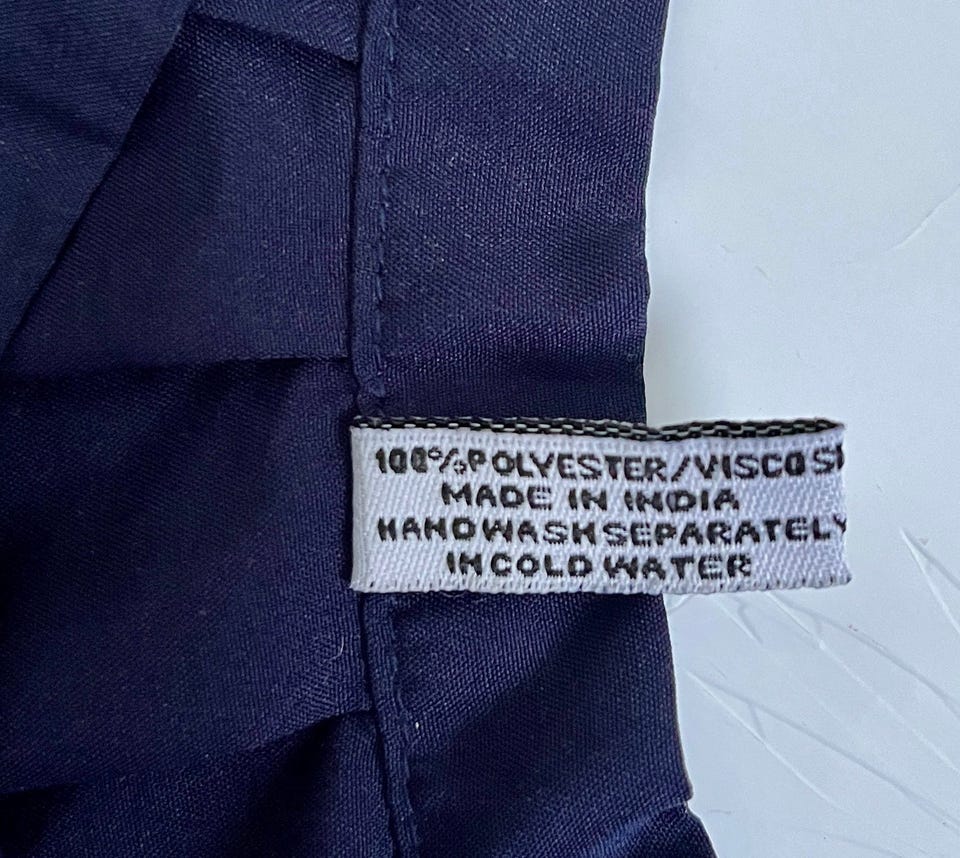 100%POLYESTER/VISCOS
MADE IN INDIA
HANDWASHSEPARATELY
INCOLD WATER